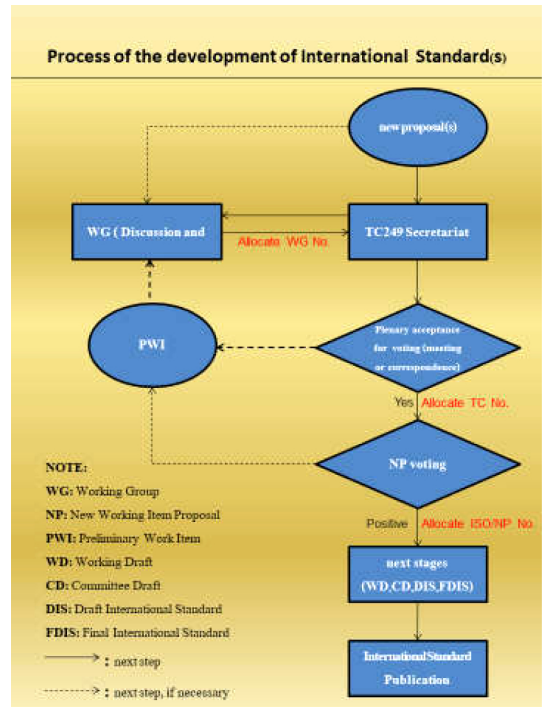 Process of the development of International Standard(s)
new proposal(s)
WG ( Discussion and
Allocate WG No.
TC249 Secretariat
Plenary acceptance
for voting (meeting
or correspondence)
PWI
Yes
Allocate TC No.
NP voting
Positive
Allocate ISO/NP No.
next stages
(WD,CD,DIS,FDIS)
International Standard
Publication
NOTE:
WG: Working Group
NP: New Working Item Proposal
PWI: Preliminary Work Item
WD: Working Draft
CD: Committee Draft
DIS: Draft International Standard
FDIS: Final International Standard
: next step
: next step, if necessary